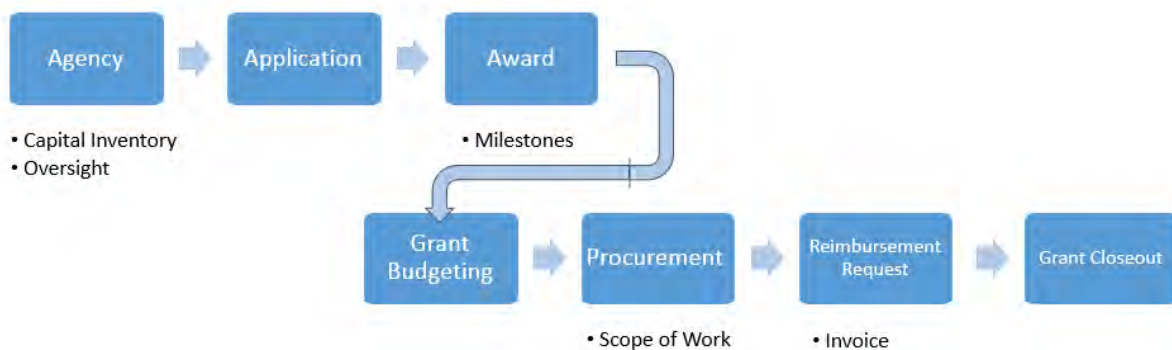 Agency
Application
Award
• Capital Inventory
• Oversight
• Milestones
Grant
Budgeting
Procurement
Reimbursement
Request
Grant Closeout
• Scope of Work
• Invoice